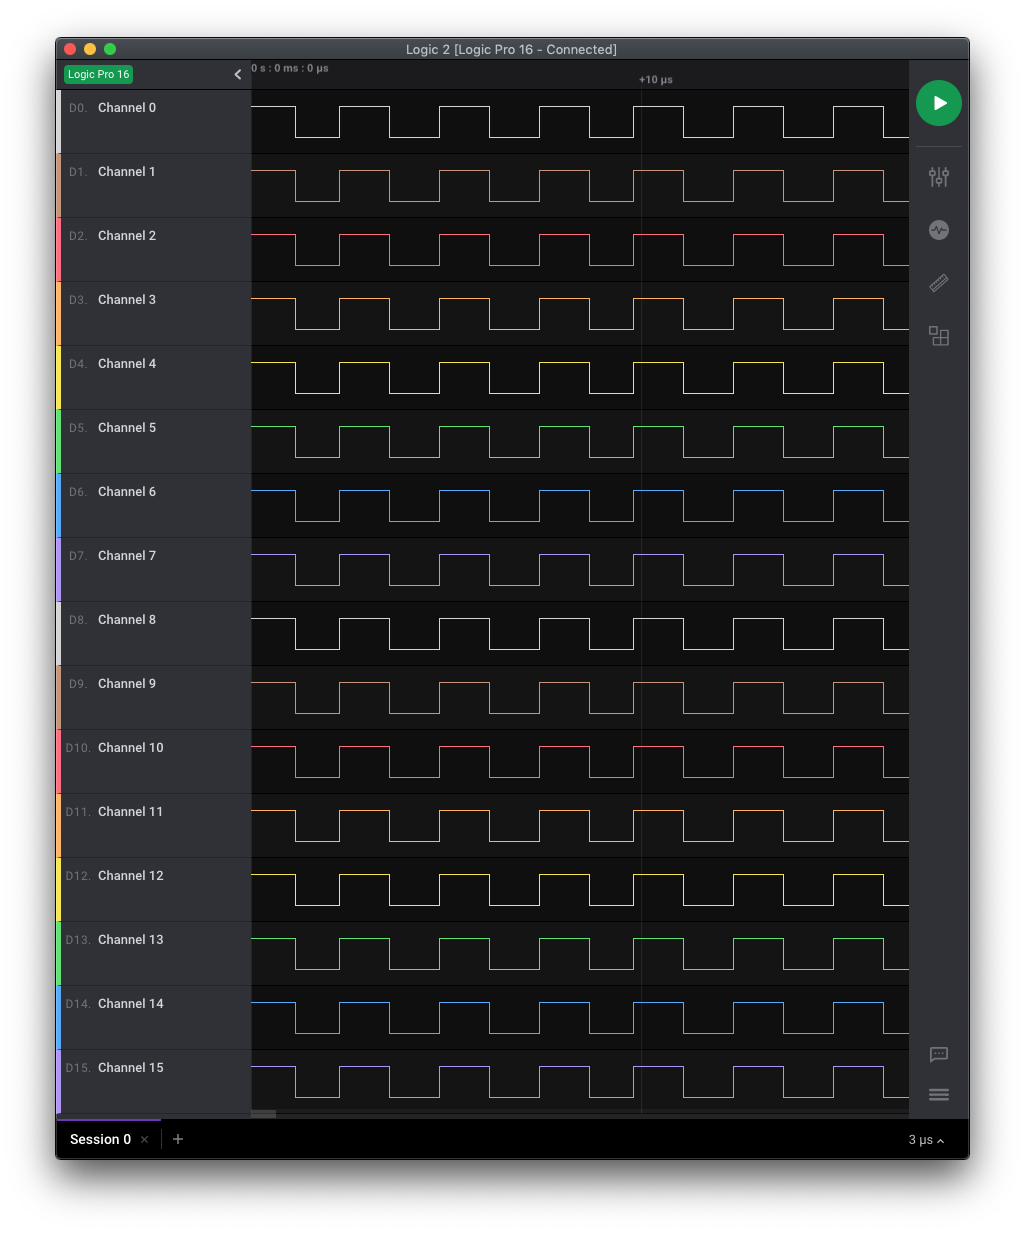 Logic 2 [Logic Pro 16 - Connected]
Logic Pro 16
0 s : 0 ms : 0 µs
+10 µs
D0. Channel 0
D1. Channel 1
D2. Channel 2
D3. Channel 3
D4. Channel 4
D5. Channel 5
D6. Channel 6
D7. Channel 7
D8. Channel 8
D9. Channel 9
D10. Channel 10
D11. Channel 11
D12. Channel 12
D13. Channel 13
D14. Channel 14
D15. Channel 15
Session 0
3 µs